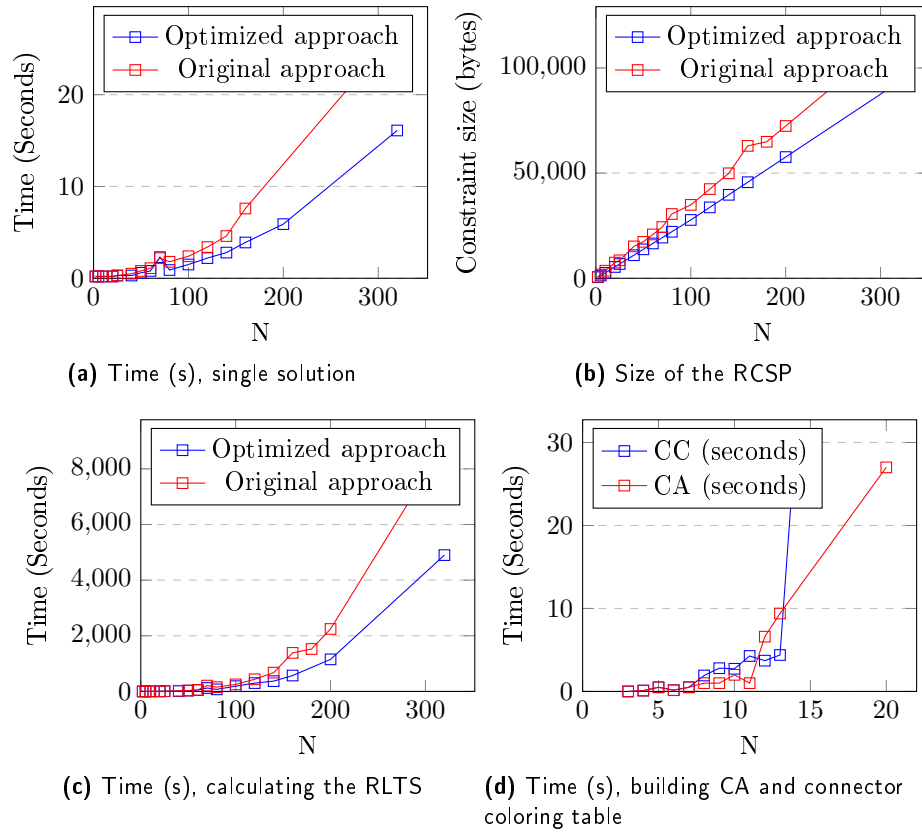 Optimized approach
Original approach
Time (Seconds)
20
10
0
0
100
200
300
N
(a) Time (s), single solution
Optimized approach
Original approach
Constraint size (bytes)
100,000
50,000
0
0
100
200
300
N
(b) Size of the RCSP
Optimized approach
Original approach
Time (Seconds)
8,000
6,000
4,000
2,000
0
0
100
200
300
N
(c) Time (s), calculating the RLTS
CC (seconds)
CA (seconds)
Time (Seconds)
30
20
10
0
0
5
10
15
20
N
(d) Time (s), building CA and connector
coloring table